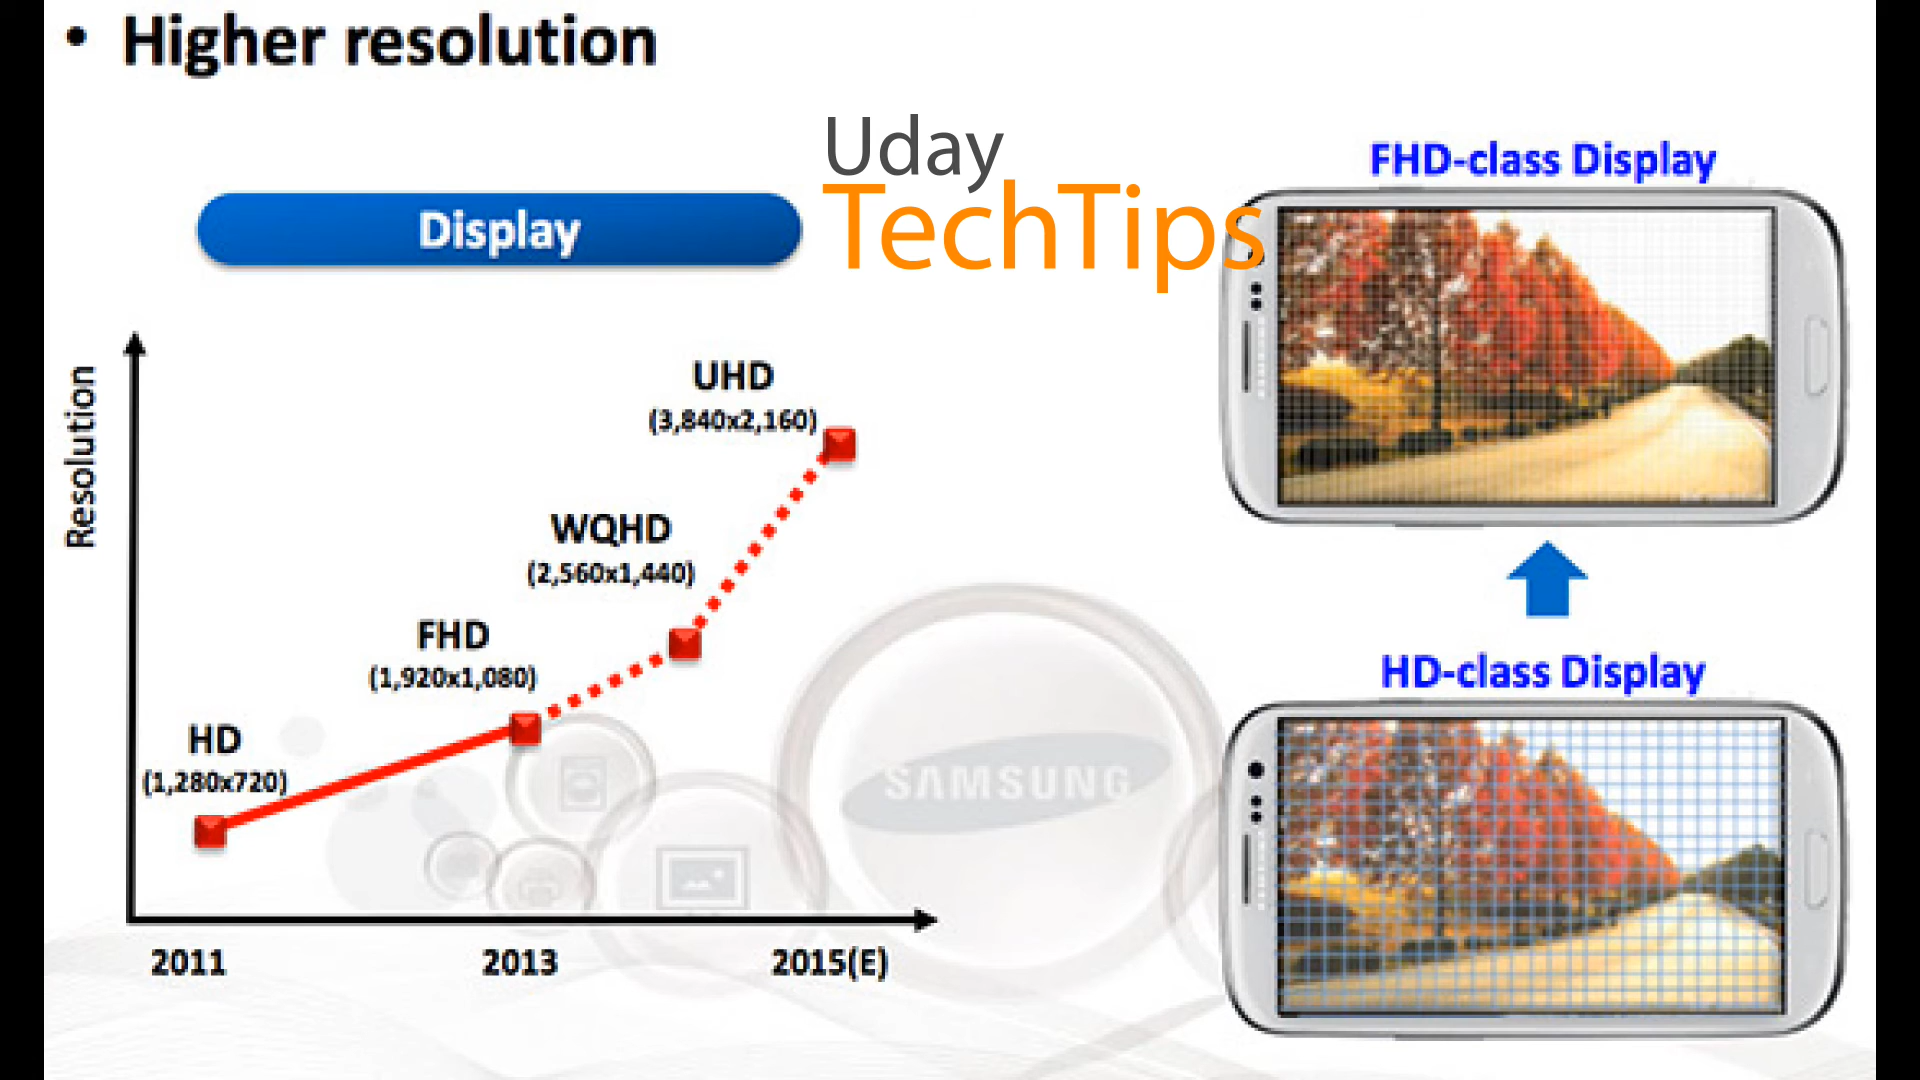 • Higher resolution
Uday
TechTips
Display
Resolution
UHD
(3,840x2,160)
WQHD
(2,560x1,440)
FHD
(1,920x1,080)
HD
(1,280x720)
2011
2013
2015(E)
SAMSUNG
FHD-class Display
HD-class Display